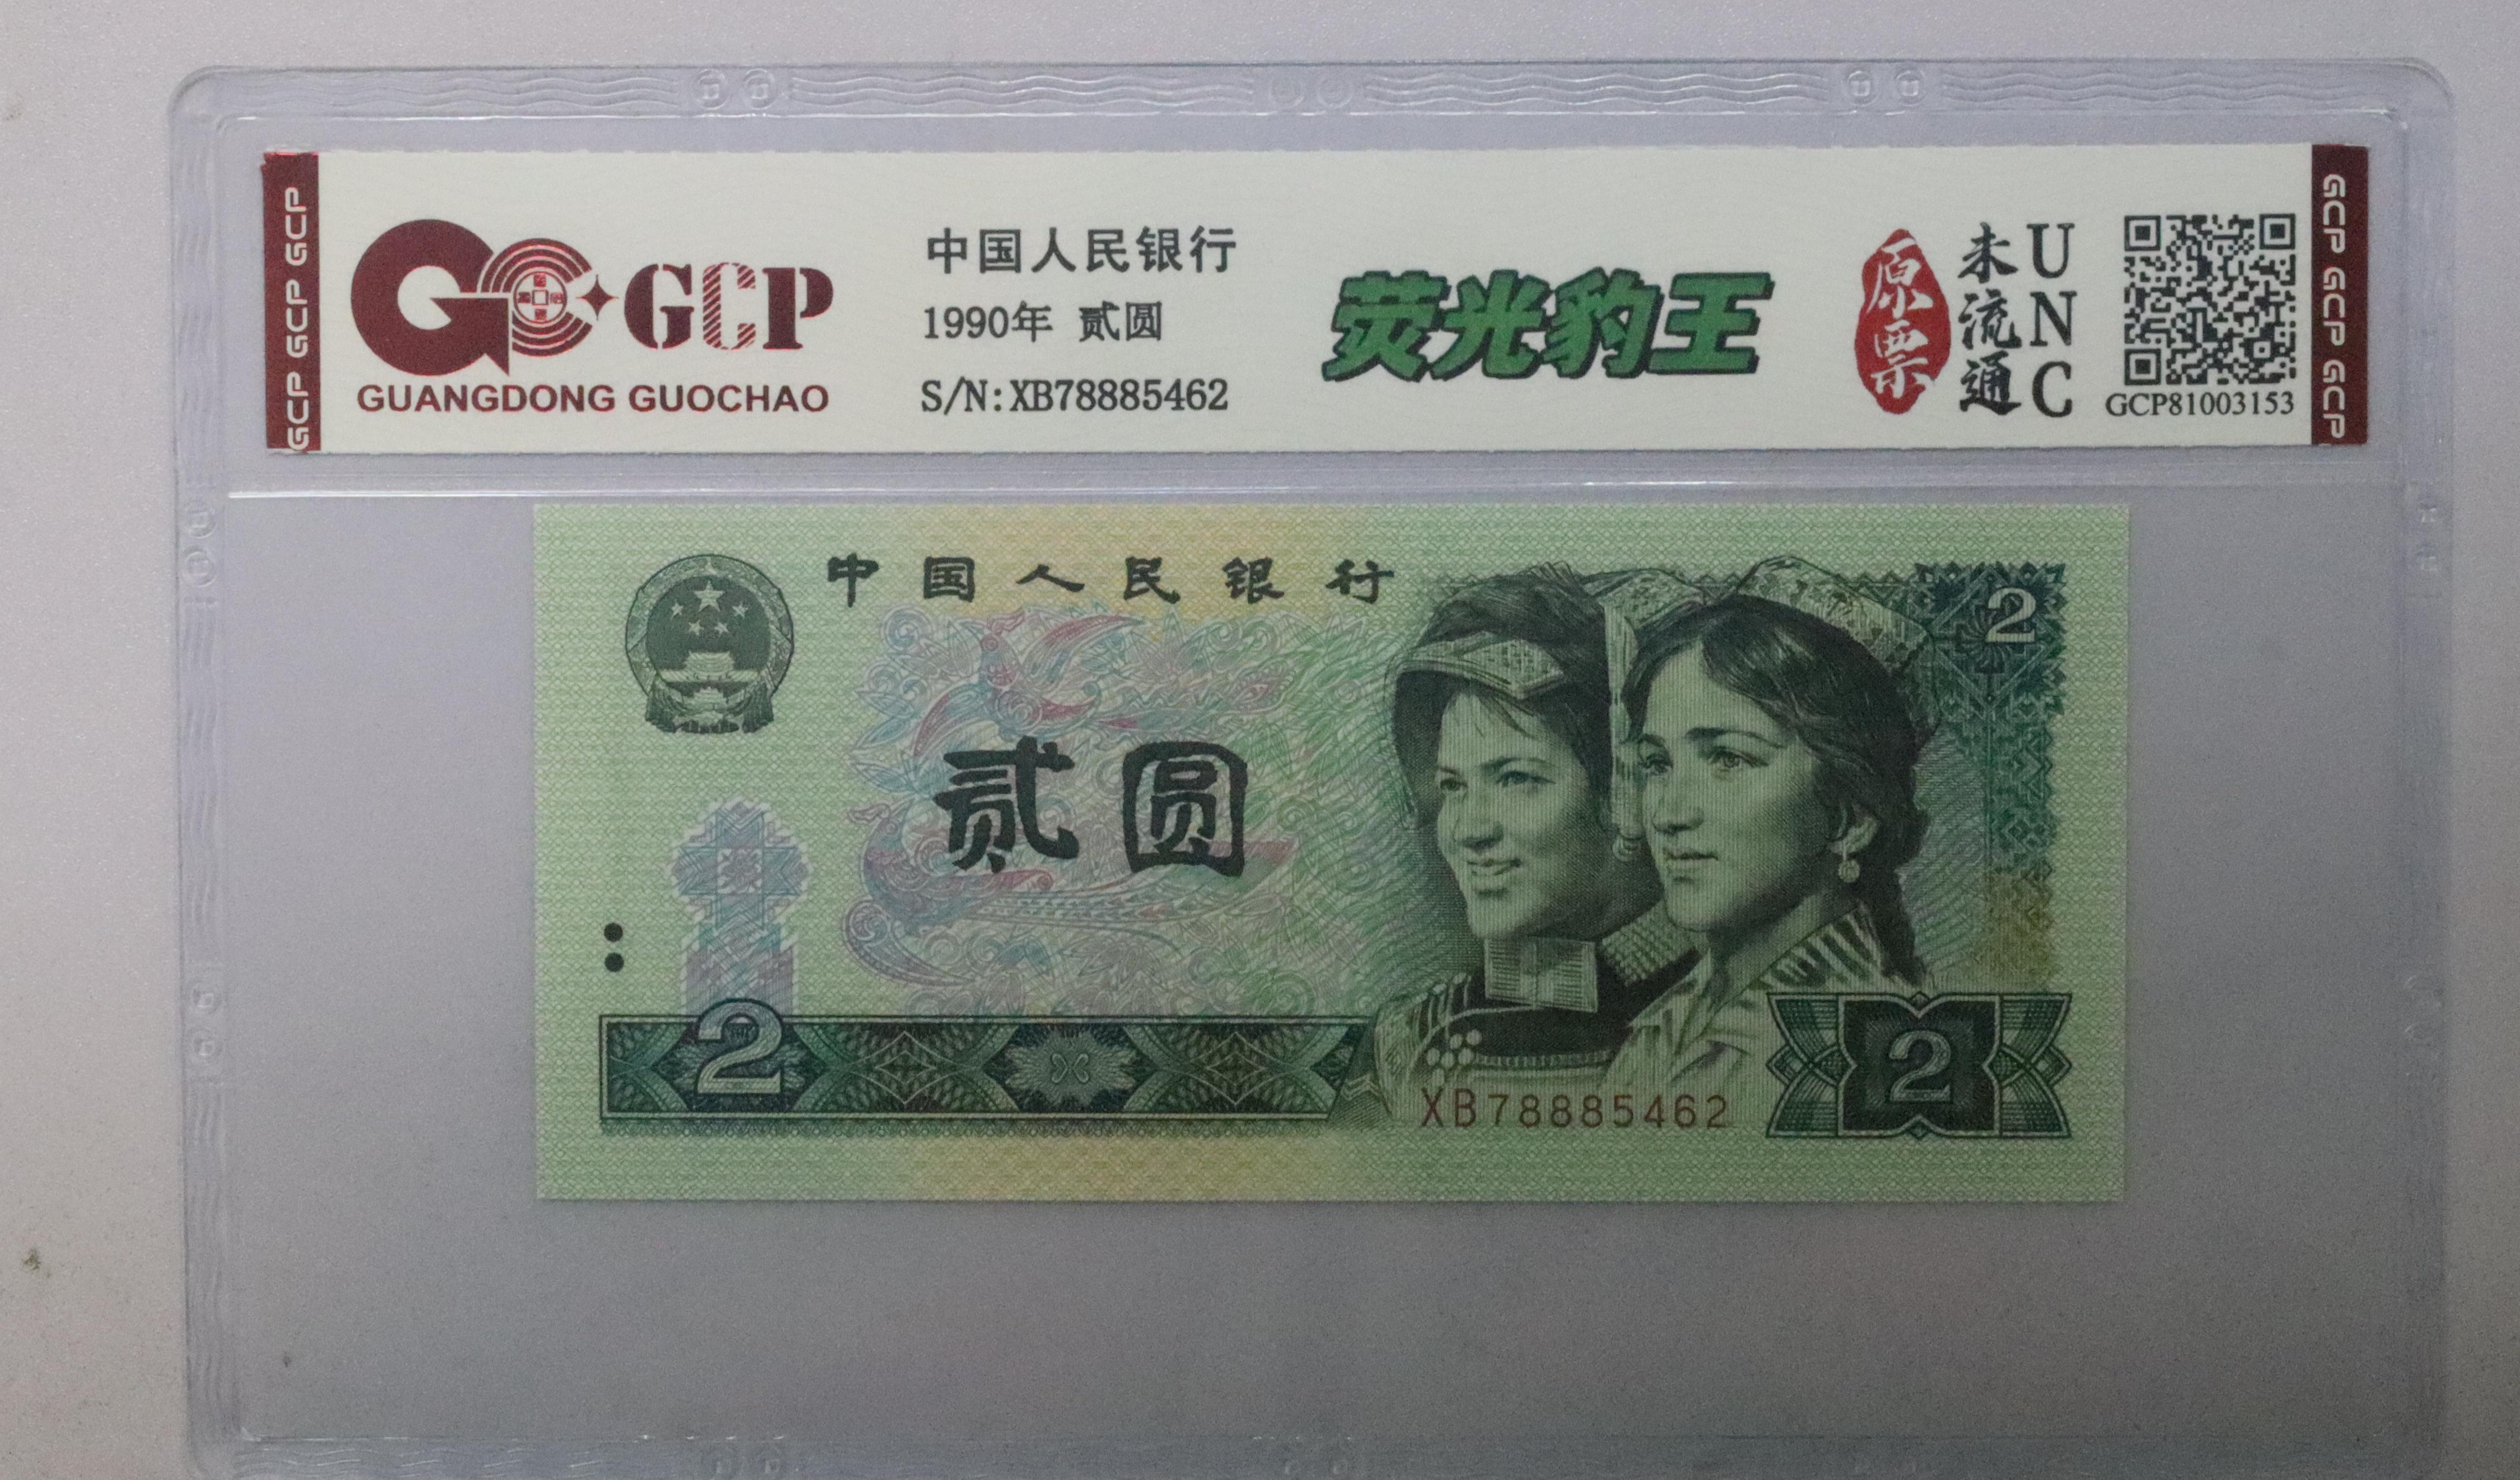 GCP GCP GCP
GCP
GUANGDONG GUOCHAO
中国人民银行
1990年 贰圆
S/N:XB78885462
荧光豹王
原票
未流通
UNC
GCP81003153
GCP GCP GCP
中国人民银行
2
贰圆
2
XB78885462
2